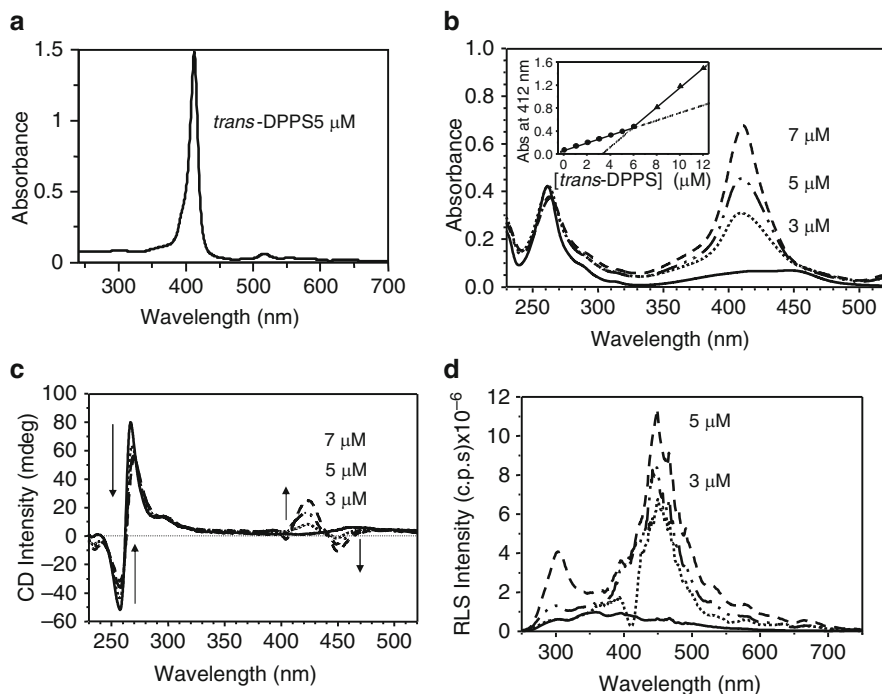 a
1.5
1
0.5
0
Absorbance
trans-DPPS5 μM
300 400 500 600 700
Wavelength (nm)
b
1.0
0.8
0.6
0.4
0.2
0.0
Absorbance
1.6
1.2
0.8
0.4
0.0
Abs at 412 nm
0 2 4 6 8 10 12
[trans-DPPS] (μM)
7 μM
5 μM
3 μM
250 300 350 400 450 500
Wavelength (nm)
c
100
80
60
40
20
0
−20
−40
−60
CD Intensity (mdeg)
7 μM
5 μM
3 μM
250 300 350 400 450 500
Wavelength (nm)
d
12
10
8
6
4
2
0
RLS Intensity (c.p.s)x10−6
5 μM
3 μM
300 400 500 600 700
Wavelength (nm)